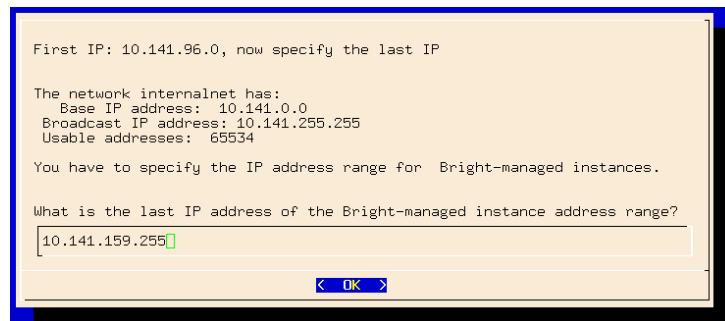 First IP: 10.141.96.0, now specify the last IP
The network internalnet has:
Base IP address:  10.141.0.0
Broadcast IP address: 10.141.255.255
Usable addresses:  65534
You have to specify the IP address range for  Bright-managed instances.
What is the last IP address of the Bright-managed instance address range?
10.141.159.255
<  OK  >